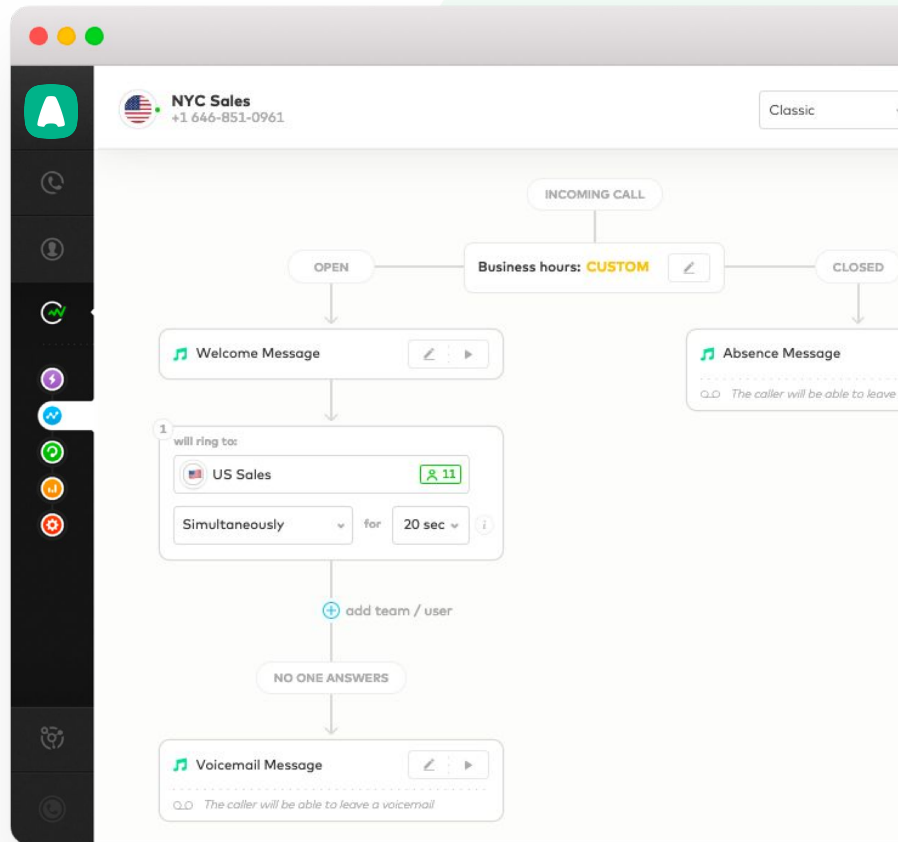 NYC Sales
+1 646-851-0961
Classic
INCOMING CALL
OPEN
Business hours: CUSTOM
CLOSED
Welcome Message
Absence Message
The caller will be able to leave
1
will ring to:
US Sales
11
Simultaneously
for
20 sec
i
add team / user
NO ONE ANSWERS
Voicemail Message
The caller will be able to leave a voicemail